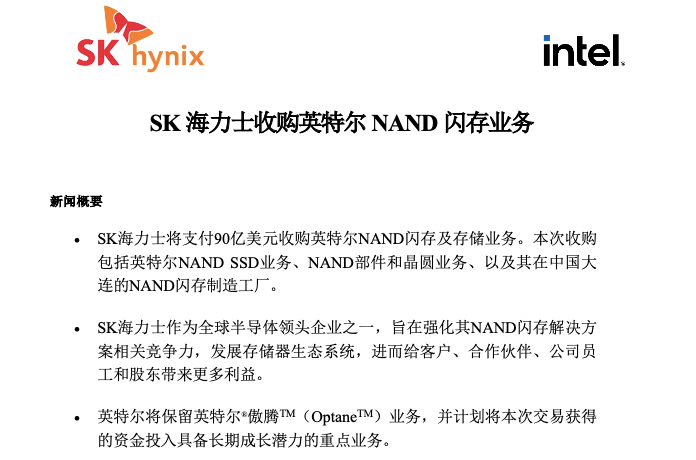 SK hynix
intel.
SK 海力士收购英特尔 NAND 闪存业务
新闻概要
• SK海力士将支付90亿美元收购英特尔NAND闪存及存储业务。本次收购
包括英特尔NAND SSD业务、NAND部件和晶圆业务、以及其在中国大
连的NAND闪存制造工厂。
• SK海力士作为全球半导体领头企业之一，旨在强化其NAND闪存解决方
案相关竞争力，发展存储器生态系统，进而给客户、合作伙伴、公司员
工和股东带来更多利益。
• 英特尔将保留英特尔®傲腾™（Optane™）业务，并计划将本次交易获得
的资金投入具备长期成长潜力的重点业务。